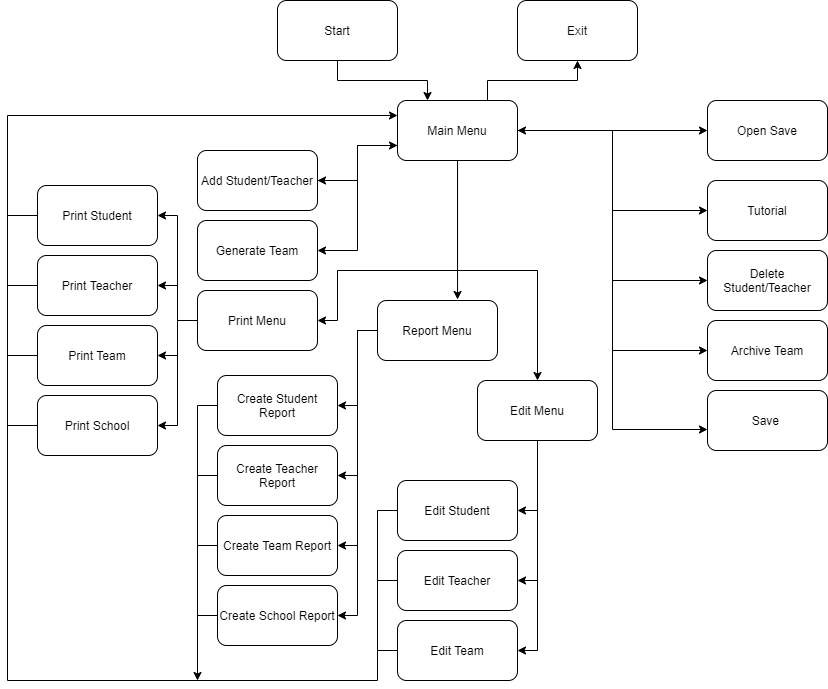 Start
Exit
Main Menu
Open Save
Add Student/Teacher
Tutorial
Print Student
Generate Team
Delete
Student/Teacher
Print Teacher
Print Menu
Report Menu
Archive Team
Print Team
Create Student
Report
Edit Menu
Save
Print School
Create Teacher
Report
Edit Student
Create Team Report
Edit Teacher
Create School Report
Edit Team